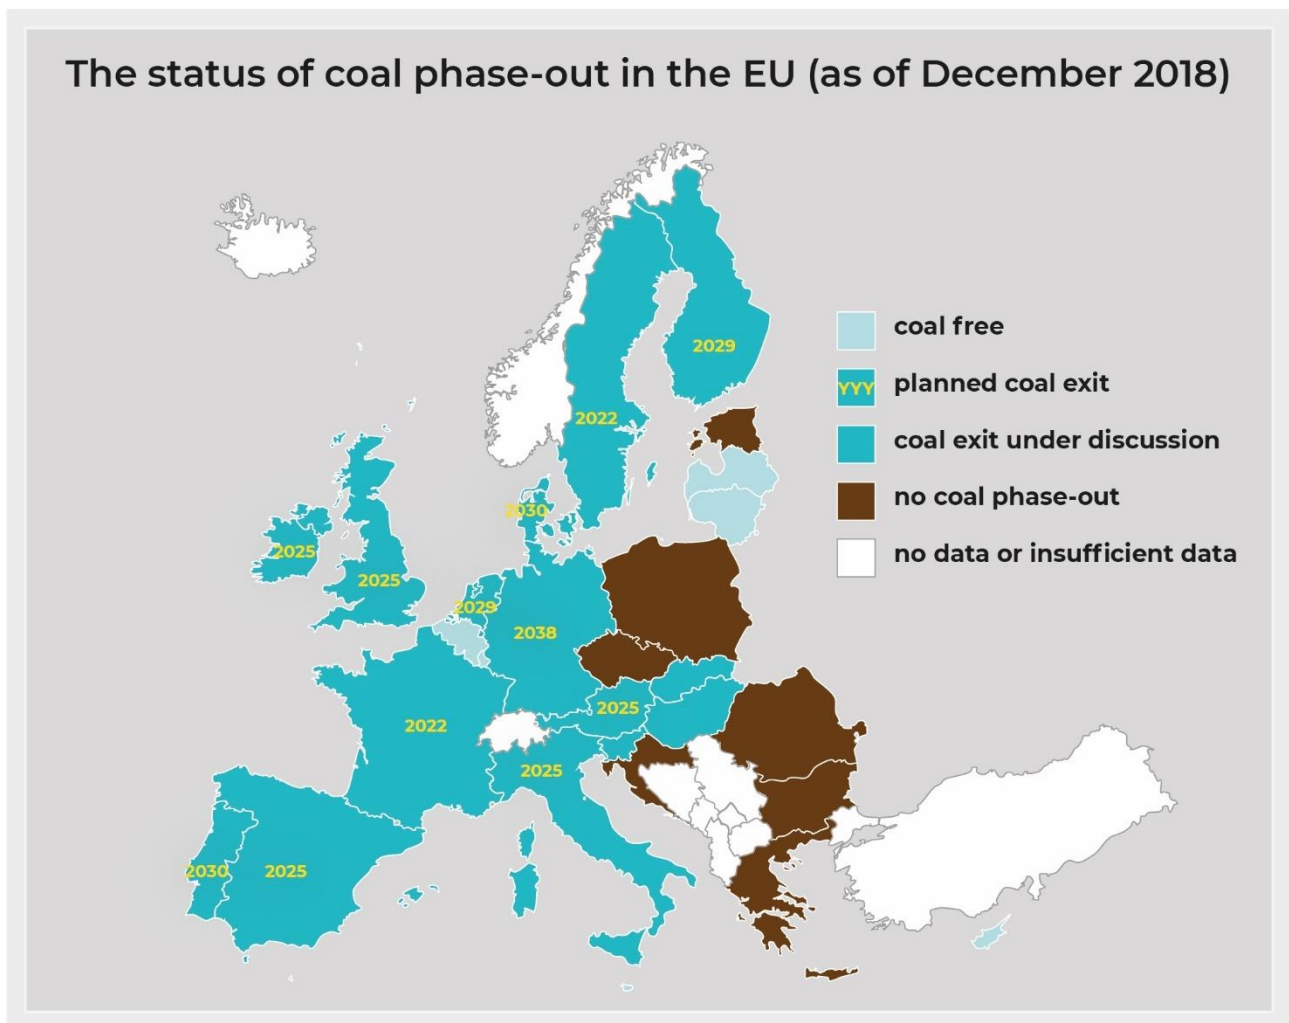 The status of coal phase-out in the EU (as of December 2018)
coal free
YYY planned coal exit
coal exit under discussion
no coal phase-out
no data or insufficient data
2029
2022
2030
2025
2025
2029
2038
2025
2022
2025
2030
2025